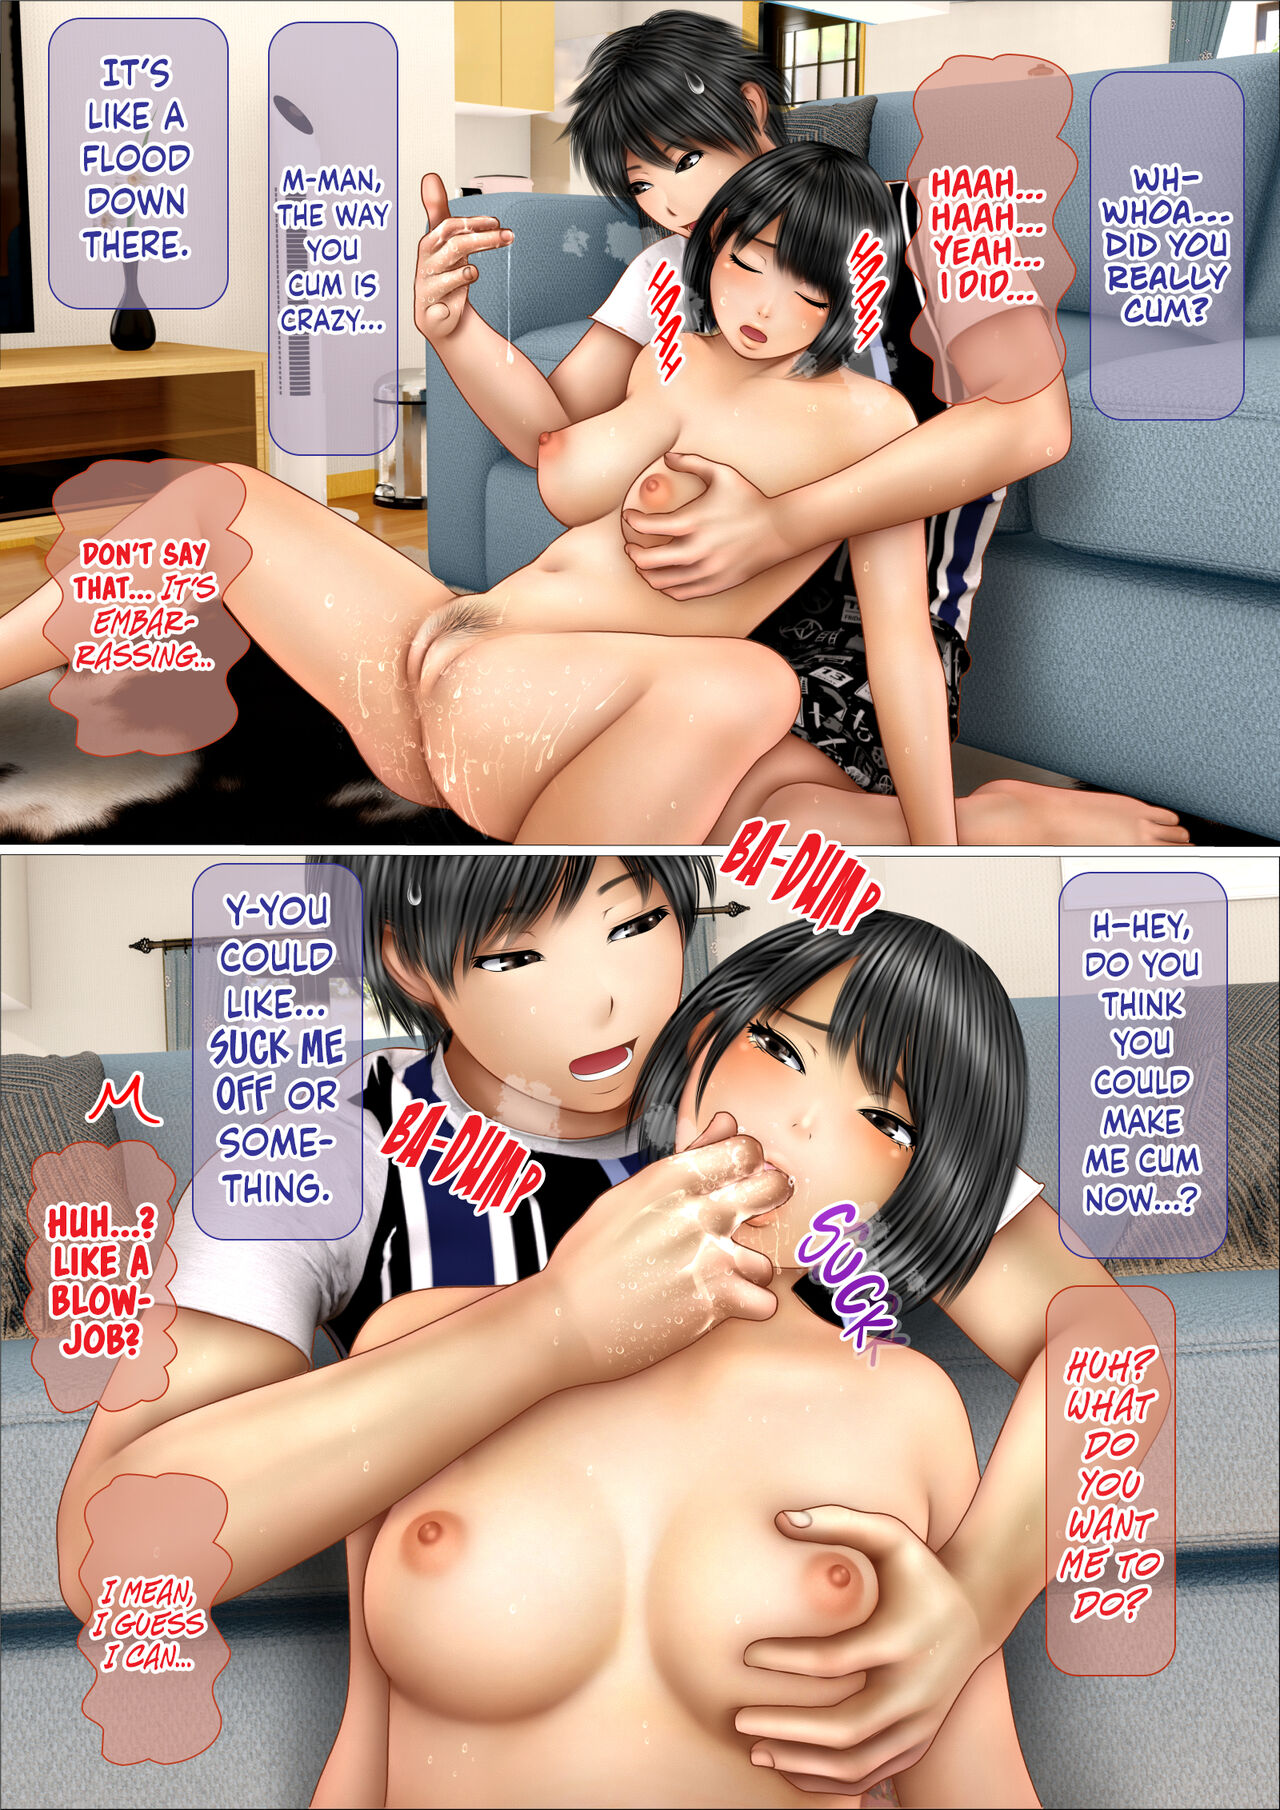 WH-
WHOA...
DID YOU
REALLY
CUM?
HAAH...
HAAH...
YEAH...
I DID...
HAAH
HAAH
M-MAN,
THE WAY
YOU
CUM IS
CRAZY...
IT'S
LIKE A
FLOOD
DOWN
THERE.
DON'T SAY
THAT... IT'S
EMBAR-
RASSING...
BA-DUMP
H-HEY,
DO YOU
THINK
YOU
COULD
MAKE
ME CUM
NOW...?
HUH?
WHAT
DO
YOU
WANT
ME TO
DO?
SUCK
BA-DUMP
Y-YOU
COULD
LIKE...
SUCK ME
OFF OR
SOME-
THING.
HUH...?
LIKE A
BLOW-
JOB?
I MEAN,
I GUESS
I CAN...